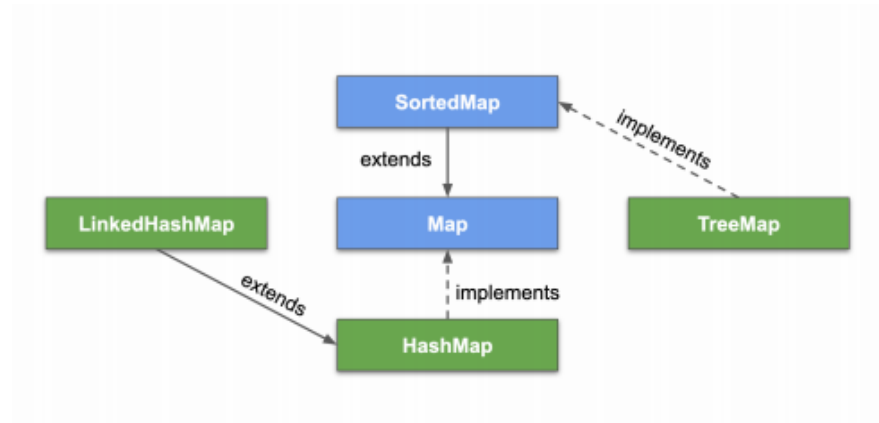 SortedMap
implements
extends
LinkedHashMap
Map
TreeMap
extends
implements
HashMap